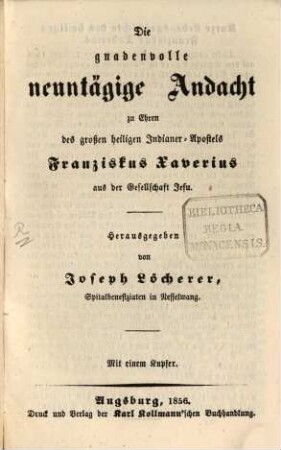 Die
gnadenvolle
neuntägige Andacht
zu Ehren
des großen heiligen Indianer-Apostels
Franziskus Xaverius
aus der Gesellschaft Jesu.
BIBLIOTHECA
REGIA
MONACENSIS.
Herausgegeben
von
Joseph Löcherer,
Spitalbenefiziaten in Nesselwang.
Mit einem Kupfer.
Augsburg, 1856.
Druck und Verlag der Karl Kollmann'schen Buchhandlung.